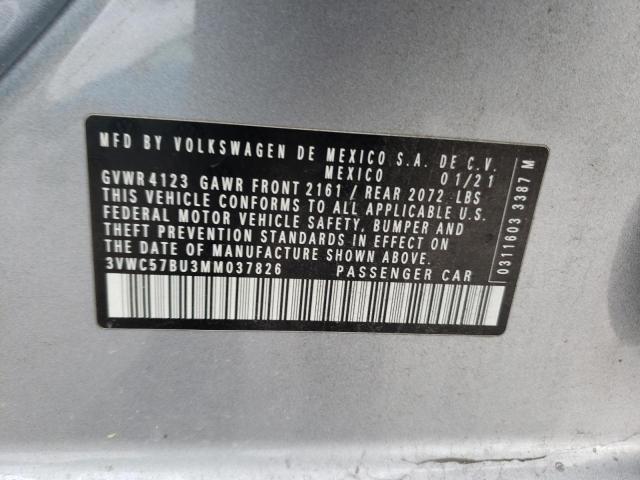 MFD BY VOLKSWAGEN DE MEXICO S.A. DE C.V.
MEXICO 01/21
GVWR 4123 GAWR FRONT 2161 / REAR 2072 LBS
THIS VEHICLE CONFORMS TO ALL APPLICABLE U.S.
FEDERAL MOTOR VEHICLE SAFETY, BUMPER AND
THEFT PREVENTION STANDARDS IN EFFECT ON
THE DATE OF MANUFACTURE SHOWN ABOVE.
3VWC57BU3MM037826 PASSENGER CAR
0311603 3387 M